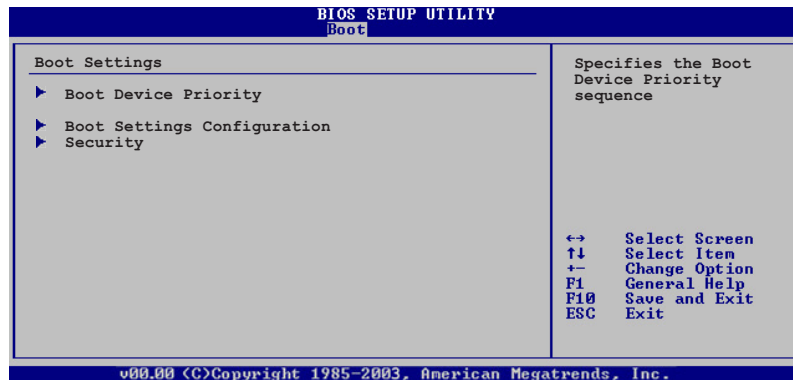 BIOS SETUP UTILITY
Boot
Boot Settings
Boot Device Priority
Boot Settings Configuration
Security
Specifies the Boot
Device Priority
sequence
←→ Select Screen
↑↓ Select Item
+- Change Option
F1 General Help
F10 Save and Exit
ESC Exit
v00.00 (C)Copyright 1985-2003, American Megatrends, Inc.